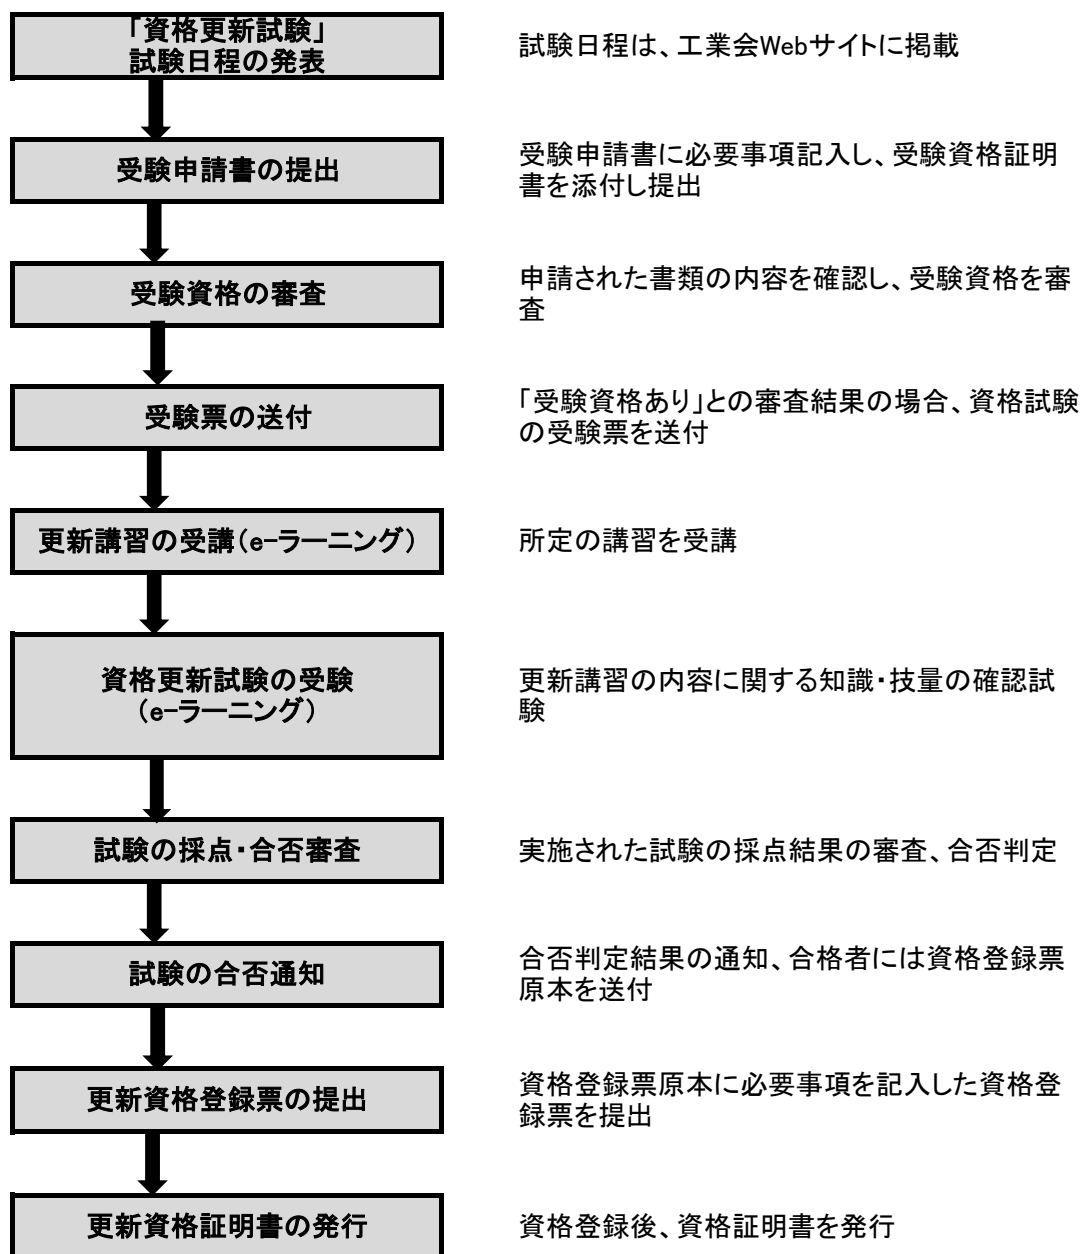 「資格更新試験」
試験日程の発表
試験日程は、工業会Webサイトに掲載
受験申請書の提出
受験申請書に必要事項記入し、受験資格証明
書を添付し提出
受験資格の審査
申請された書類の内容を確認し、受験資格を審
査
受験票の送付
「受験資格あり」との審査結果の場合、資格試験
の受験票を送付
更新講習の受講（e-ラーニング）
所定の講習を受講
資格更新試験の受験
（e-ラーニング）
更新講習の内容に関する知識・技量の確認試
験
試験の採点・合否審査
実施された試験の採点結果の審査、合否判定
試験の合否通知
合否判定結果の通知、合格者には資格登録票
原本を送付
更新資格登録票の提出
資格登録票原本に必要事項を記入した資格登
録票を提出
更新資格証明書の発行
資格登録後、資格証明書を発行